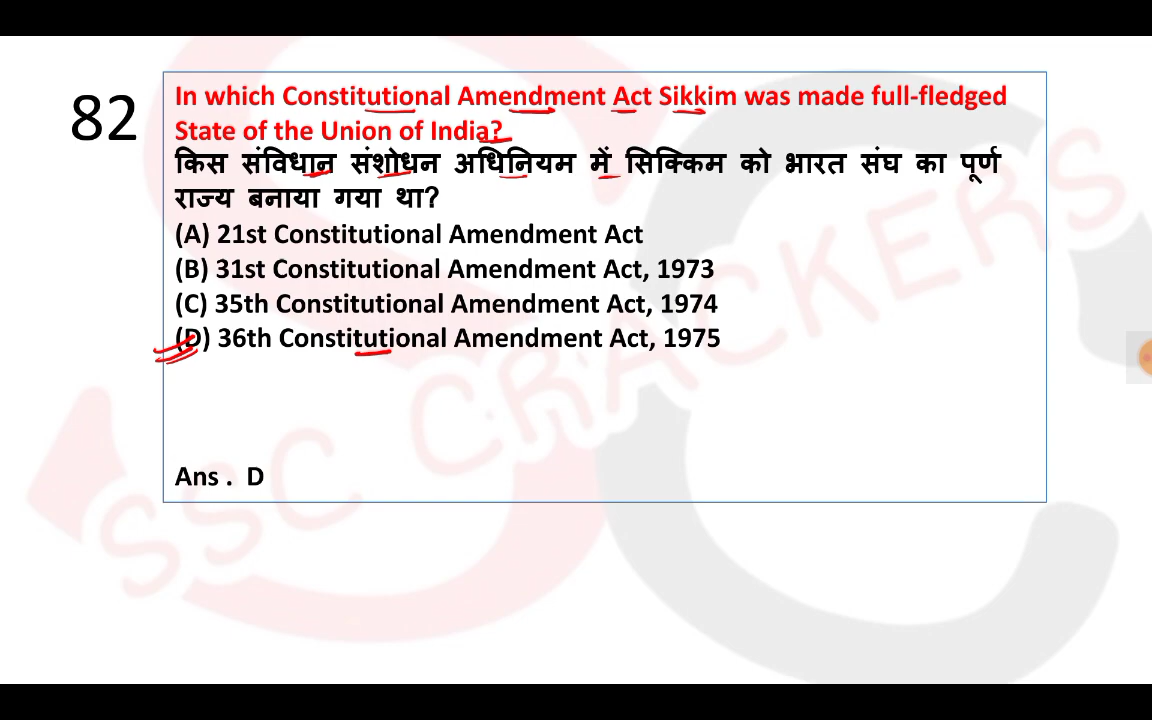 82
In which Constitutional Amendment Act Sikkim was made full-fledged
State of the Union of India?
किस संविधान संशोधन अधिनियम में सिक्किम को भारत संघ का पूर्ण
राज्य बनाया गया था?
(A) 21st Constitutional Amendment Act
(B) 31st Constitutional Amendment Act, 1973
(C) 35th Constitutional Amendment Act, 1974
(D) 36th Constitutional Amendment Act, 1975
Ans . D
SSC CRACKERS